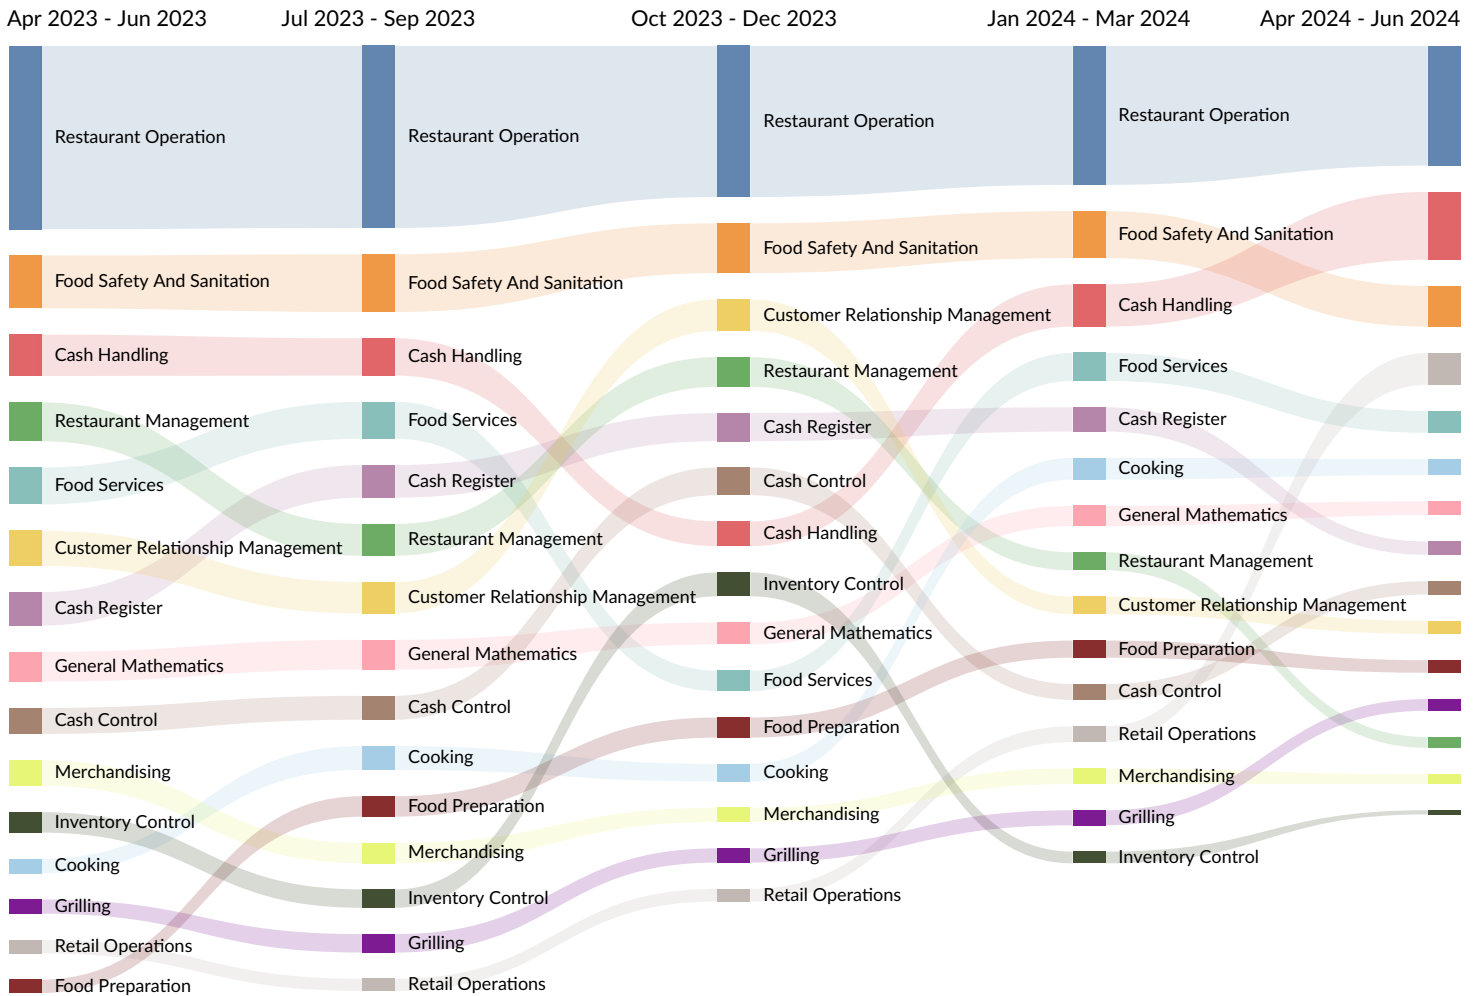 Apr 2023 - Jun 2023
Jul 2023 - Sep 2023
Oct 2023 - Dec 2023
Jan 2024 - Mar 2024
Apr 2024 - Jun 2024
Restaurant Operation
Food Safety And Sanitation
Cash Handling
Restaurant Management
Food Services
Customer Relationship Management
Cash Register
General Mathematics
Cash Control
Merchandising
Inventory Control
Cooking
Grilling
Retail Operations
Food Preparation
Restaurant Operation
Food Safety And Sanitation
Cash Handling
Food Services
Cash Register
Restaurant Management
Customer Relationship Management
General Mathematics
Cash Control
Cooking
Food Preparation
Merchandising
Inventory Control
Grilling
Retail Operations
Restaurant Operation
Food Safety And Sanitation
Customer Relationship Management
Restaurant Management
Cash Register
Cash Control
Cash Handling
Inventory Control
General Mathematics
Food Services
Food Preparation
Cooking
Merchandising
Grilling
Retail Operations
Restaurant Operation
Food Safety And Sanitation
Cash Handling
Food Services
Cash Register
Cooking
General Mathematics
Restaurant Management
Customer Relationship Management
Food Preparation
Cash Control
Retail Operations
Merchandising
Grilling
Inventory Control